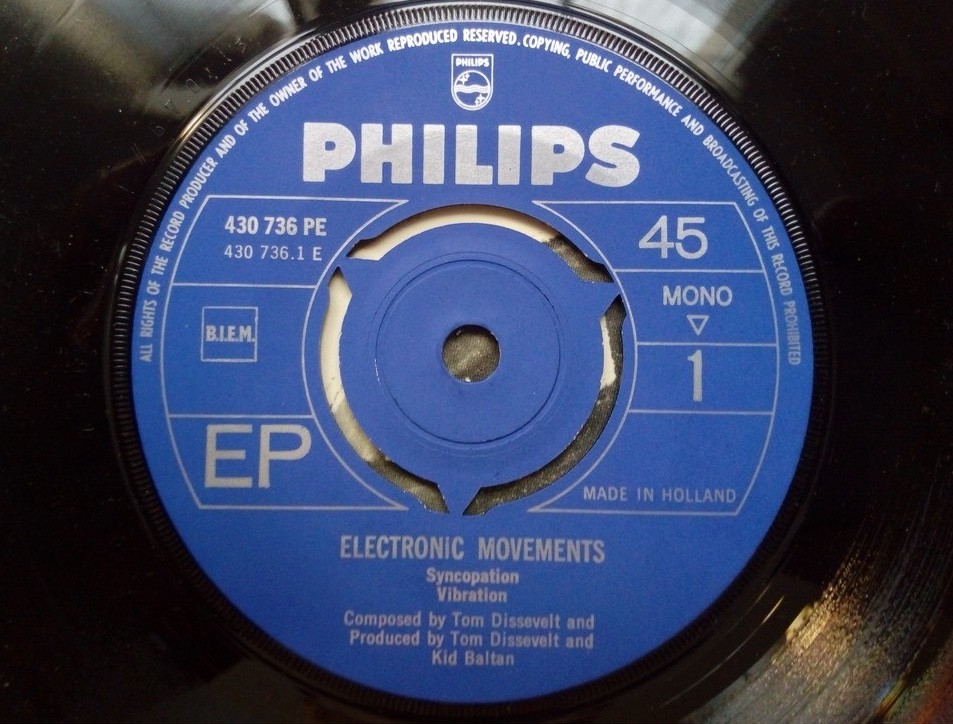 ALL RIGHTS OF THE RECORD PRODUCER AND OF THE OWNER OF THE WORK REPRODUCED RESERVED. COPYING, PUBLIC PERFORMANCE AND BROADCASTING OF THIS RECORD PROHIBITED
PHILIPS
PHILIPS
430 736 PE
430 736.1 E
45
B.I.E.M.
MONO
1
EP
MADE IN HOLLAND
ELECTRONIC MOVEMENTS
Syncopation
Vibration
Composed by Tom Dissevelt and
Produced by Tom Dissevelt and
Kid Baltan